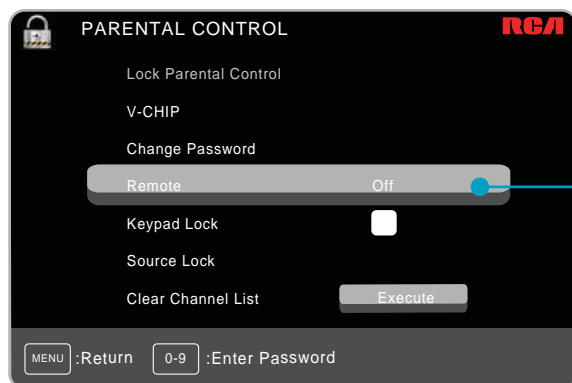 PARENTAL CONTROL RCA
Lock Parental Control
V-CHIP
Change Password
Remote Off
Keypad Lock
Source Lock
Clear Channel List Execute
MENU :Return 0-9 :Enter Password